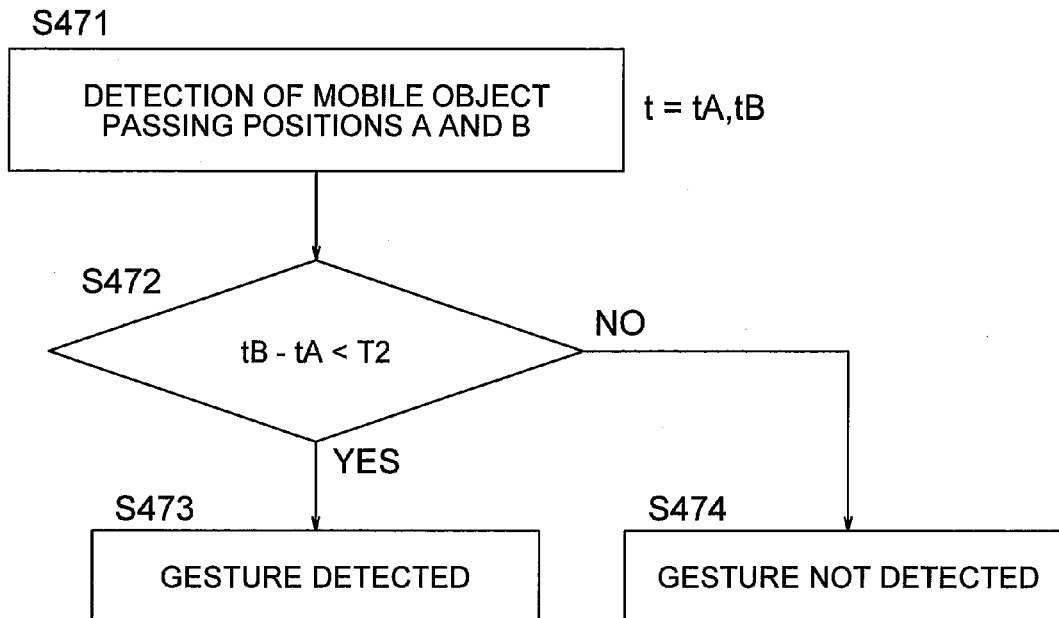 S471
DETECTION OF MOBILE OBJECT
PASSING POSITIONS A AND B
t = tA,tB
S472
tB - tA < T2
NO
YES
S473
GESTURE DETECTED
S474
GESTURE NOT DETECTED